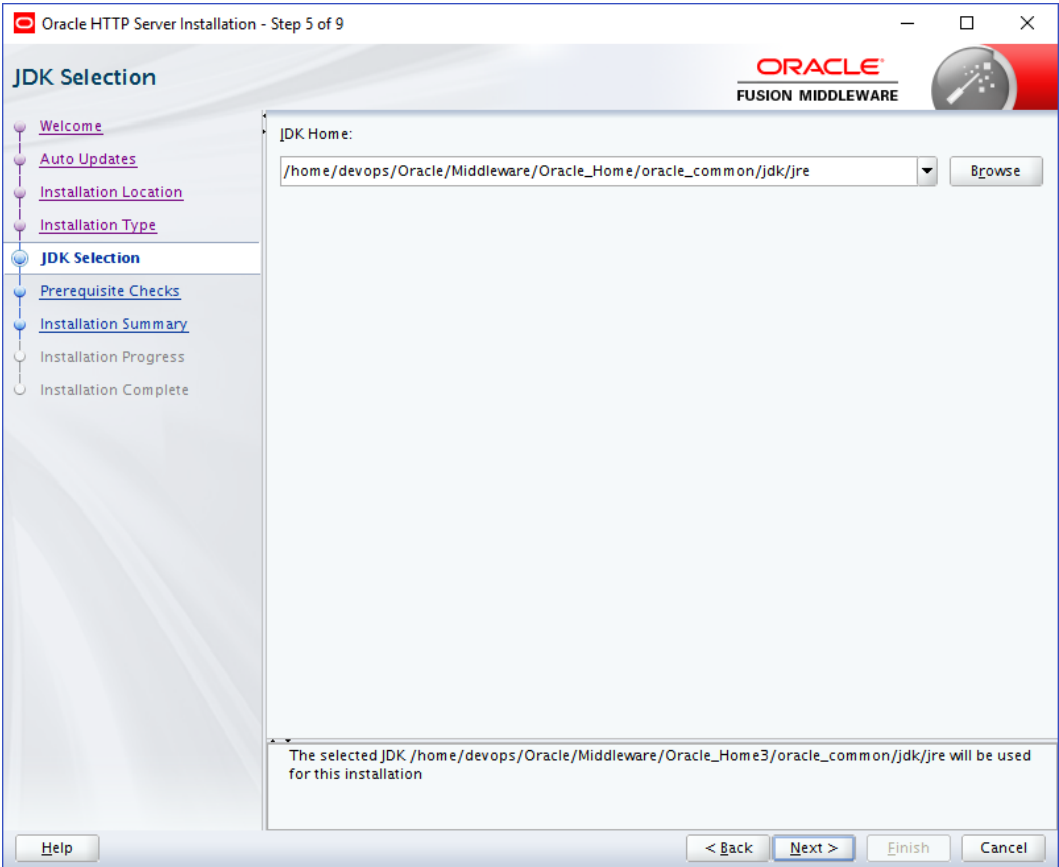 Oracle HTTP Server Installation - Step 5 of 9
JDK Selection
ORACLE®
FUSION MIDDLEWARE
Welcome
Auto Updates
Installation Location
Installation Type
JDK Selection
Prerequisite Checks
Installation Summary
Installation Progress
Installation Complete
JDK Home:
/home/devops/Oracle/Middleware/Oracle_Home/oracle_common/jdk/jre
Browse
The selected JDK /home/devops/Oracle/Middleware/Oracle_Home3/oracle_common/jdk/jre will be used
for this installation
Help
< Back
Next >
Finish
Cancel